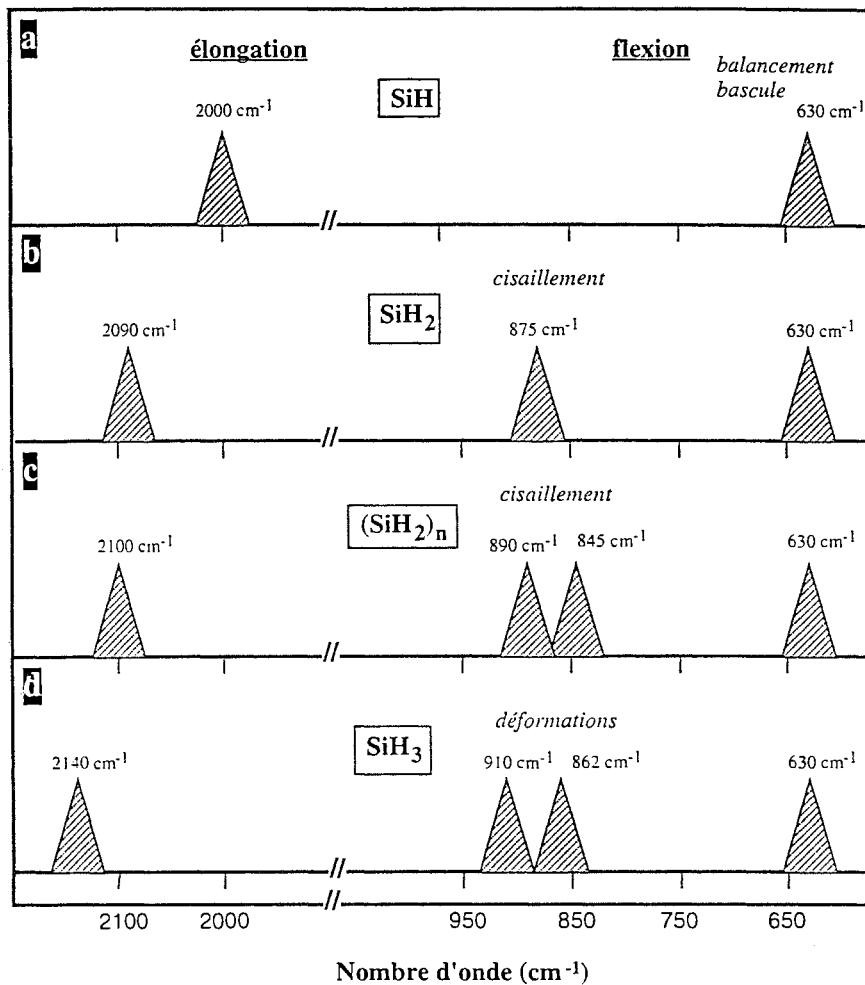 a
élongation
flexion
balancement
bascule
SiH
2000 cm⁻¹
630 cm⁻¹
b
cisaillement
SiH₂
2090 cm⁻¹
875 cm⁻¹
630 cm⁻¹
c
cisaillement
(SiH₂)ₙ
2100 cm⁻¹
890 cm⁻¹
845 cm⁻¹
630 cm⁻¹
d
déformations
SiH₃
2140 cm⁻¹
910 cm⁻¹
862 cm⁻¹
630 cm⁻¹
2100 2000 950 850 750 650
Nombre d'onde (cm⁻¹)